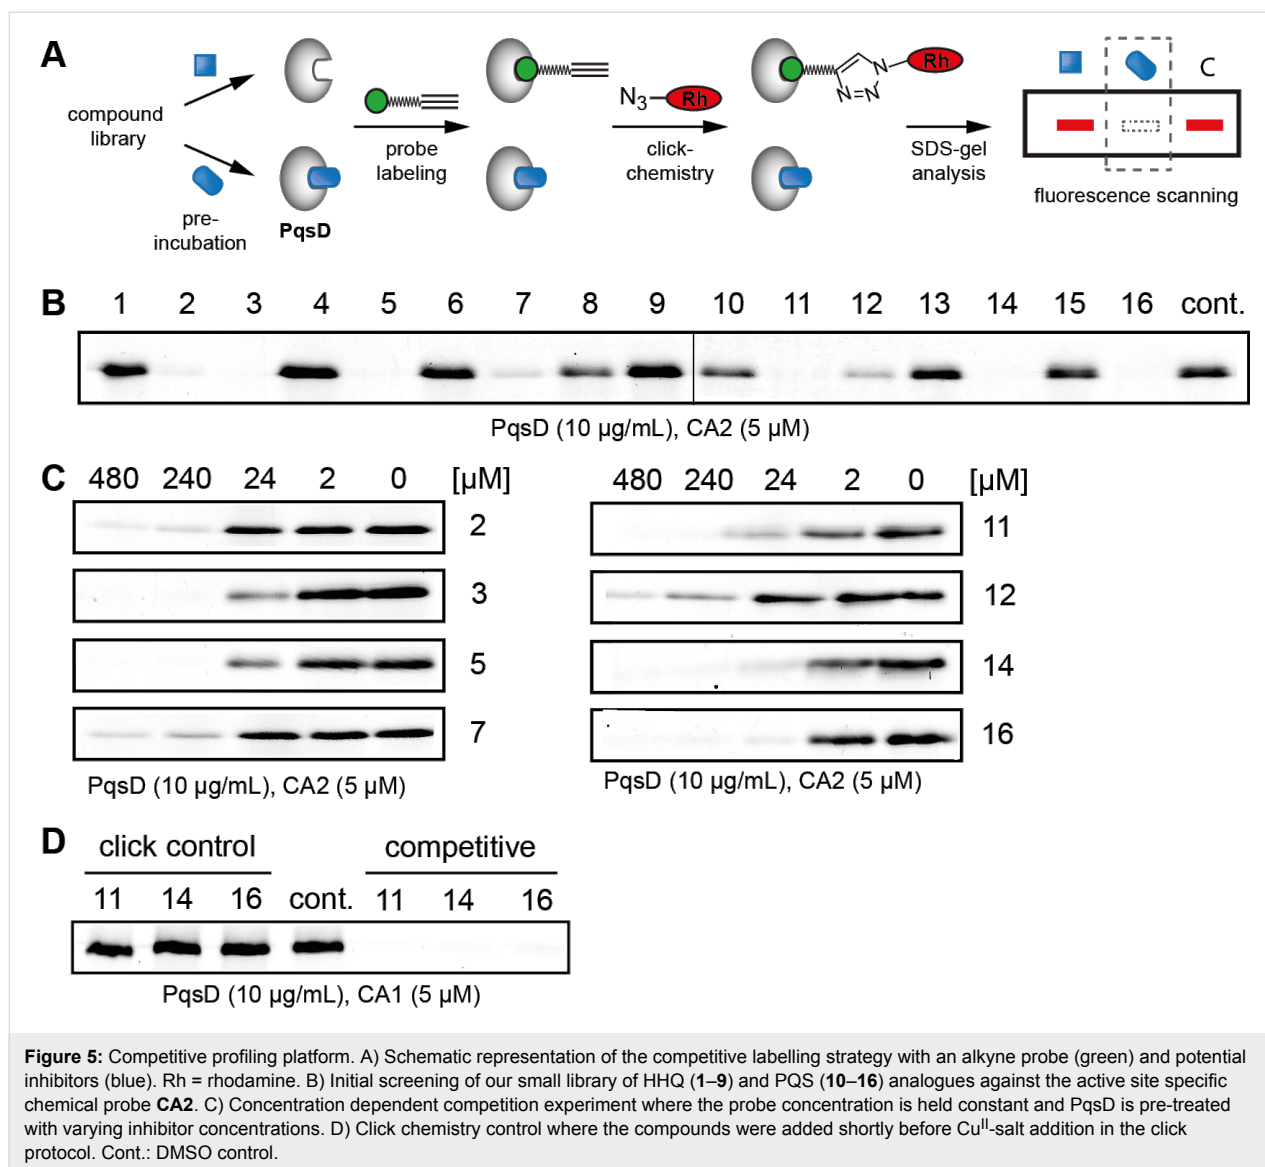 A
compound
library
pre-
incubation
PqsD
probe
labeling
N3
Rh
click-
chemistry
N
N=N
Rh
SDS-gel
analysis
C
fluorescence scanning
B
1 2 3 4 5 6 7 8 9 10 11 12 13 14 15 16 cont.
PqsD (10 µg/mL), CA2 (5 µM)
C
480 240 24 2 0 [µM]
2
3
5
7
PqsD (10 µg/mL), CA2 (5 µM)
480 240 24 2 0 [µM]
11
12
14
16
PqsD (10 µg/mL), CA2 (5 µM)
D
click control competitive
11 14 16 cont. 11 14 16
PqsD (10 µg/mL), CA1 (5 µM)
Figure 5: Competitive profiling platform. A) Schematic representation of the competitive labelling strategy with an alkyne probe (green) and potential
inhibitors (blue). Rh = rhodamine. B) Initial screening of our small library of HHQ (1–9) and PQS (10–16) analogues against the active site specific
chemical probe CA2. C) Concentration dependent competition experiment where the probe concentration is held constant and PqsD is pre-treated
with varying inhibitor concentrations. D) Click chemistry control where the compounds were added shortly before CuII-salt addition in the click
protocol. Cont.: DMSO control.